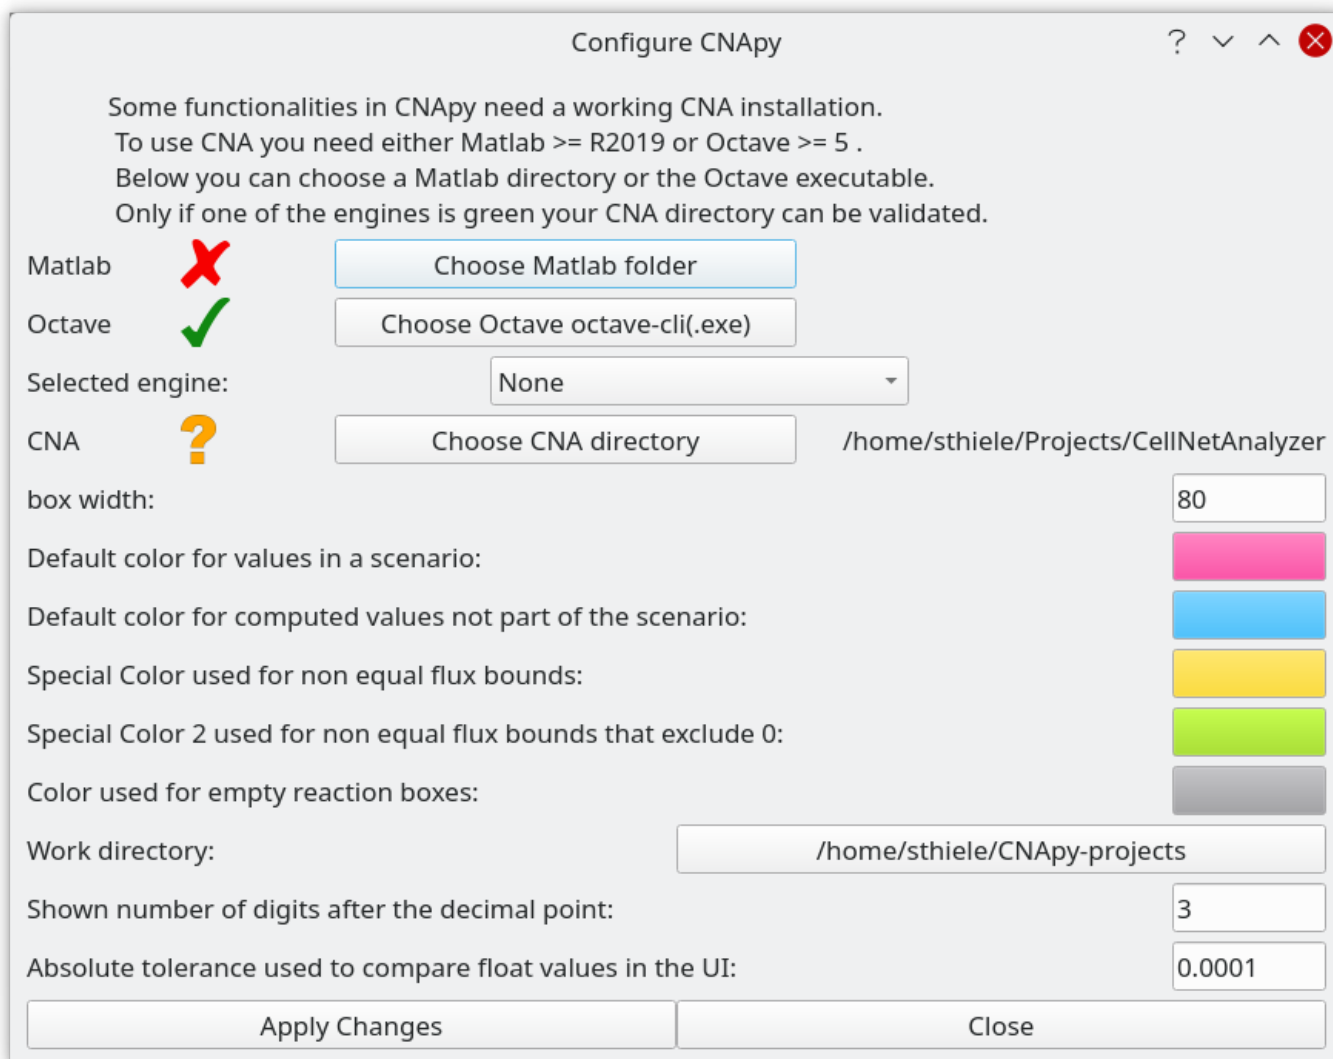 Configure CNApy
Some functionalities in CNApy need a working CNA installation.
To use CNA you need either Matlab >= R2019 or Octave >= 5 .
Below you can choose a Matlab directory or the Octave executable.
Only if one of the engines is green your CNA directory can be validated.
Matlab Choose Matlab folder
Octave Choose Octave octave-cli(.exe)
Selected engine: None
CNA Choose CNA directory /home/sthiele/Projects/CellNetAnalyzer
box width: 80
Default color for values in a scenario:
Default color for computed values not part of the scenario:
Special Color used for non equal flux bounds:
Special Color 2 used for non equal flux bounds that exclude 0:
Color used for empty reaction boxes:
Work directory: /home/sthiele/CNApy-projects
Shown number of digits after the decimal point: 3
Absolute tolerance used to compare float values in the UI: 0.0001
Apply Changes Close